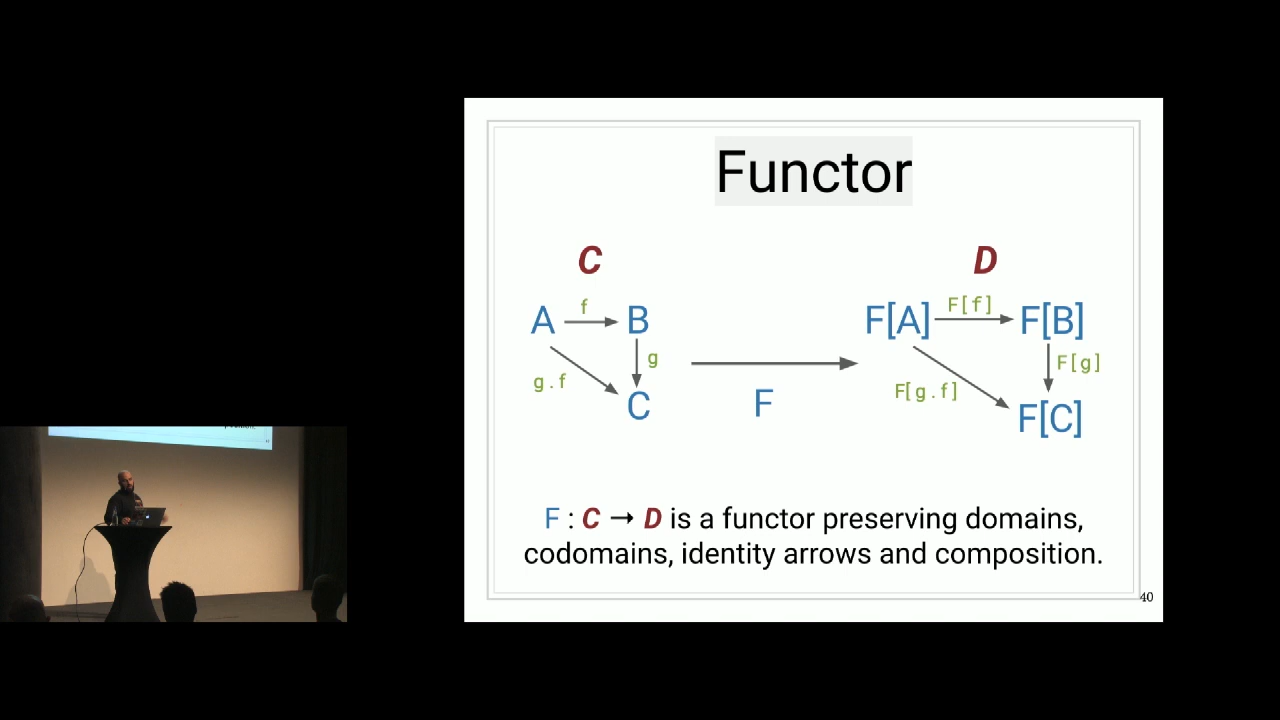 Functor
C
D
A f B
F[A] F[f] F[B]
g
F[g]
g.f
F[g.f]
C
F
F[C]
F : C → D is a functor preserving domains,
codomains, identity arrows and composition.
40